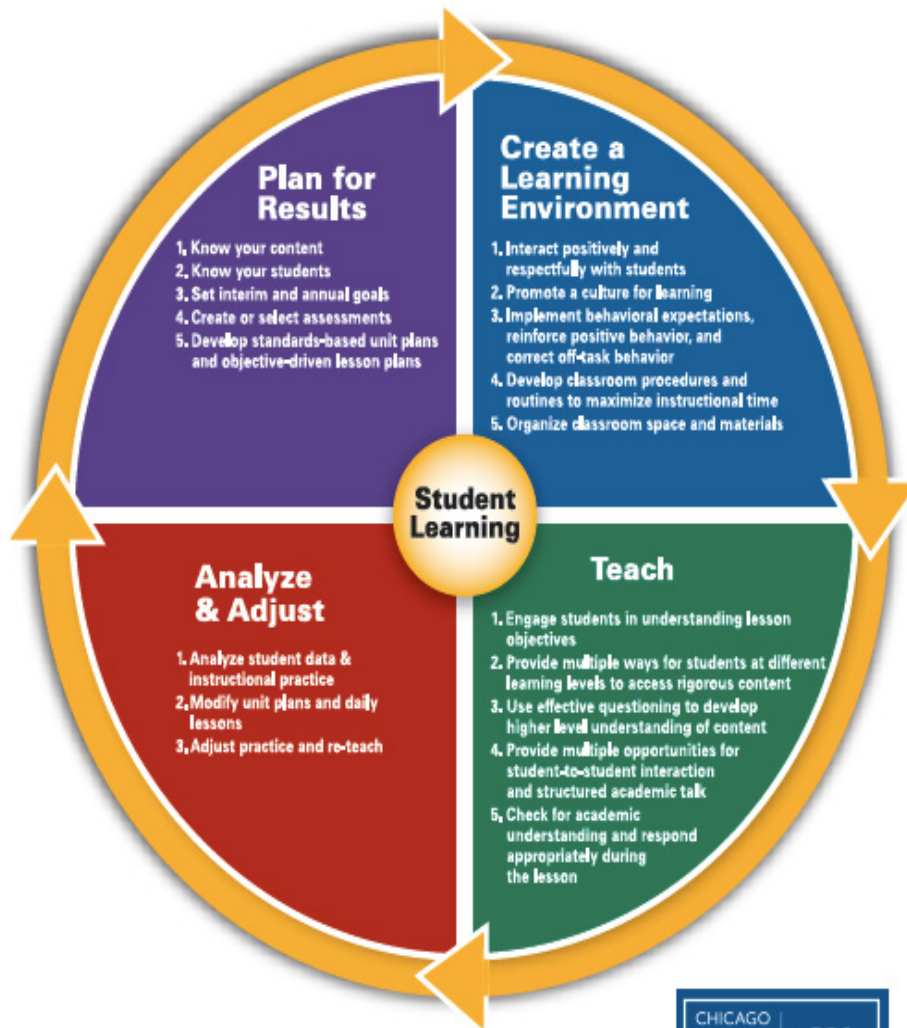 Plan for
Results
1. Know your content
2. Know your students
3. Set interim and annual goals
4. Create or select assessments
5. Develop standards-based unit plans
and objective-driven lesson plans
Create a
Learning
Environment
1. Interact positively and
respectfully with students
2. Promote a culture for learning
3. Implement behavioral expectations,
reinforce positive behavior, and
correct off-task behavior
4. Develop classroom procedures and
routines to maximize instructional time
5. Organize classroom space and materials
Student
Learning
Analyze
& Adjust
1. Analyze student data &
instructional practice
2. Modify unit plans and daily
lessons
3. Adjust practice and re-teach
Teach
1. Engage students in understanding lesson
objectives
2. Provide multiple ways for students at different
learning levels to access rigorous content
3. Use effective questioning to develop
higher level understanding of content
4. Provide multiple opportunities for
student-to-student interaction
and structured academic talk
5. Check for academic
understanding and respond
appropriately during
the lesson
CHICAGO